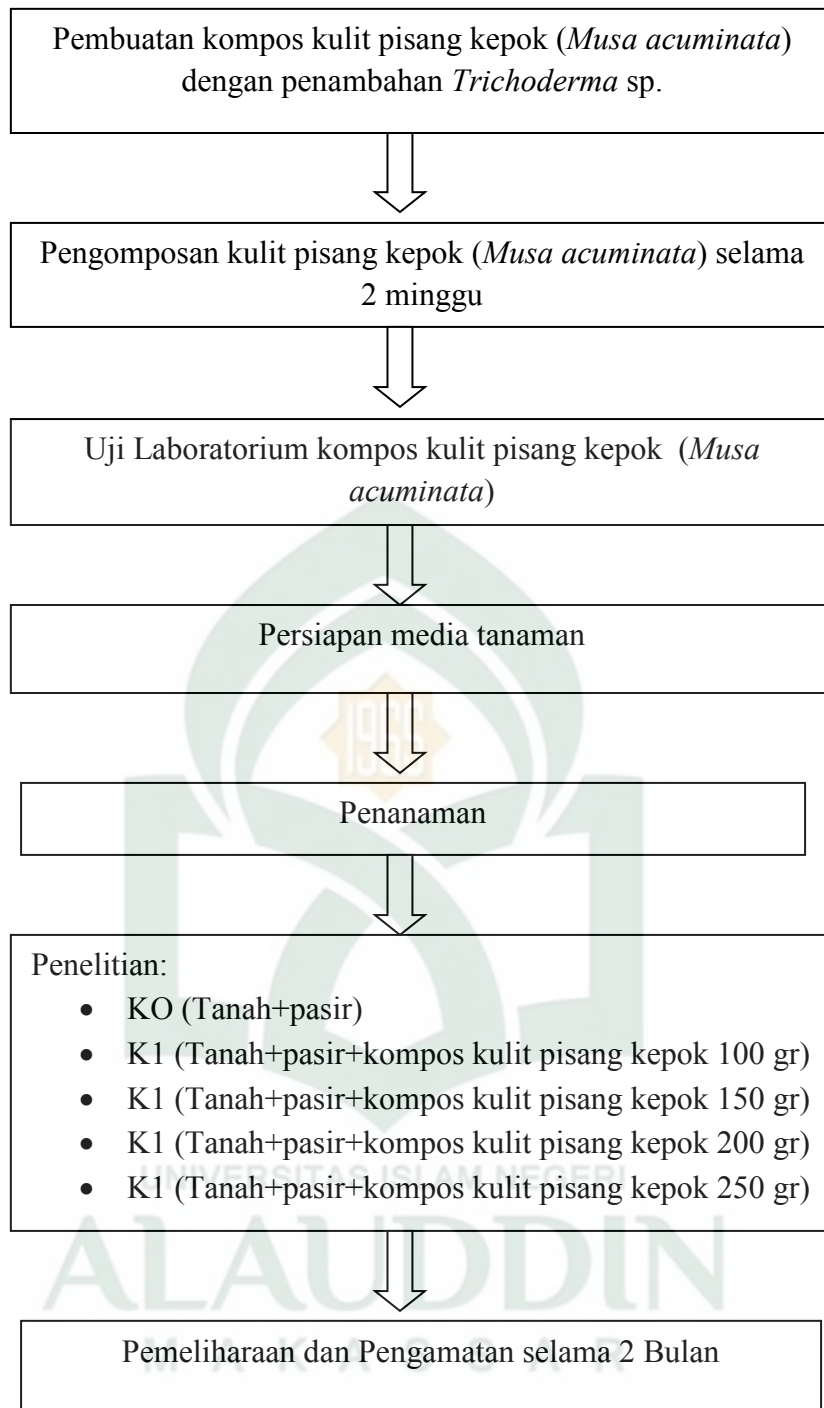 Pembuatan kompos kulit pisang kepok (Musa acuminata)
dengan penambahan Trichoderma sp.
Pengomposan kulit pisang kepok (Musa acuminata) selama
2 minggu
Uji Laboratorium kompos kulit pisang kepok (Musa
acuminata)
Persiapan media tanaman
1965
Penanaman
Penelitian:
• KO (Tanah+pasir)
• K1 (Tanah+pasir+kompos kulit pisang kepok 100 gr)
• K1 (Tanah+pasir+kompos kulit pisang kepok 150 gr)
• K1 (Tanah+pasir+kompos kulit pisang kepok 200 gr)
UNIVERSITAS ISLAM NEGERI
• K1 (Tanah+pasir+kompos kulit pisang kepok 250 gr)
ALAUDDIN
Pemeliharaan dan Pengamatan selama 2 Bulan
MAKASSAR